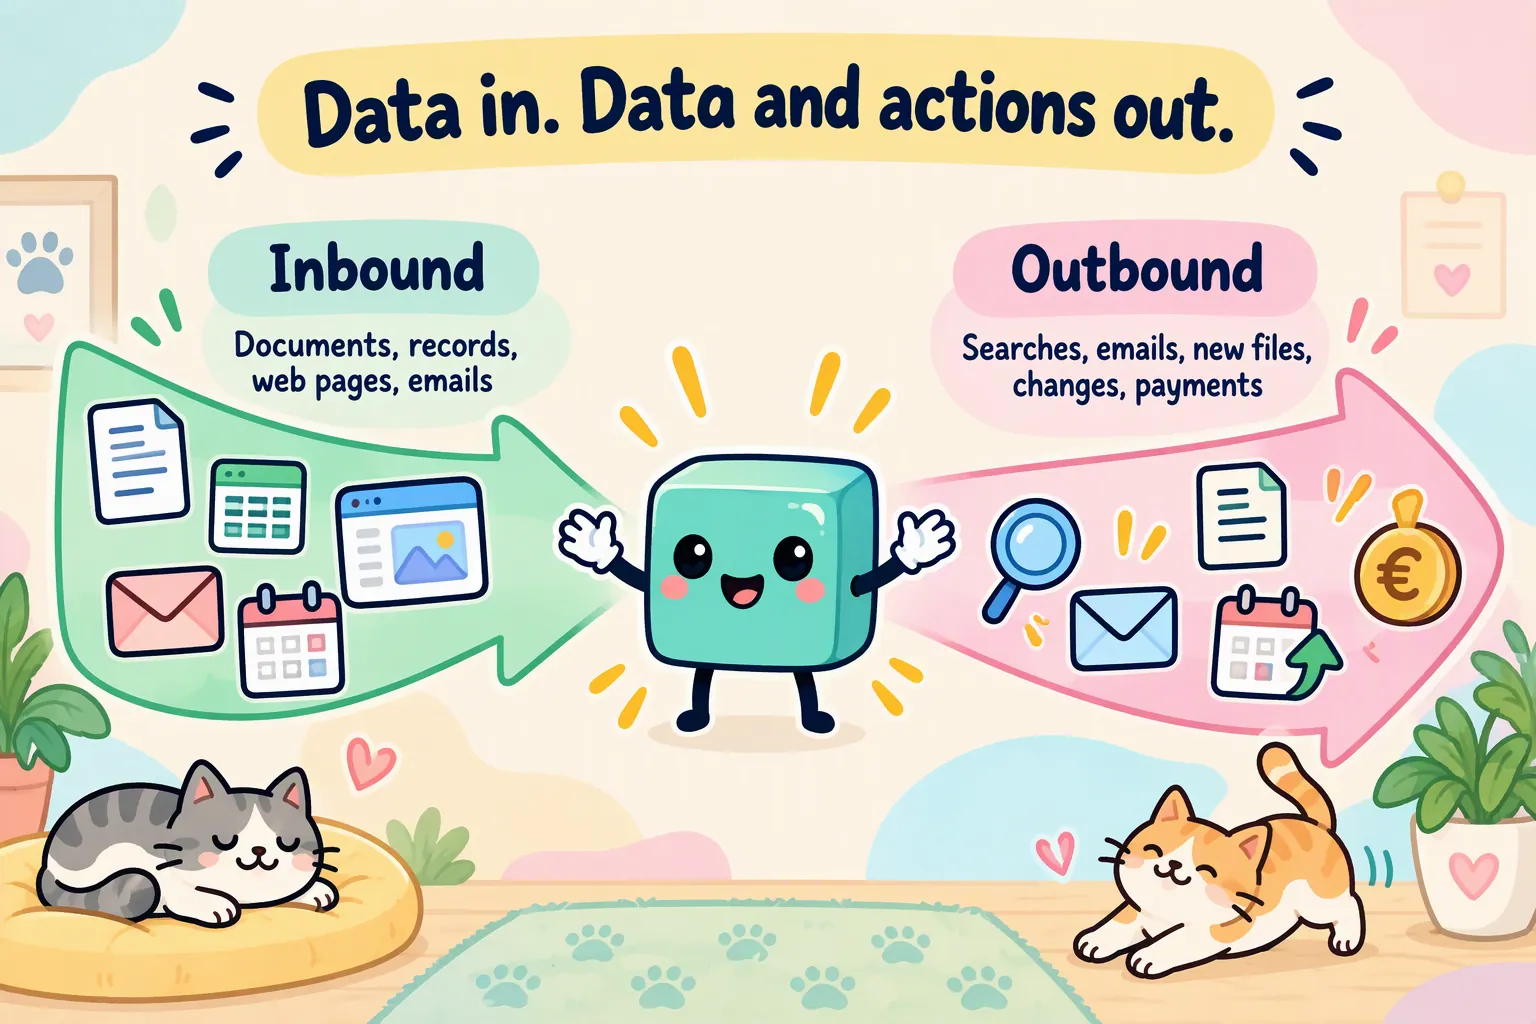 Data in. Data and actions out.
Inbound
Documents, records,
web pages, emails
Outbound
Searches, emails, new files,
changes, payments
€